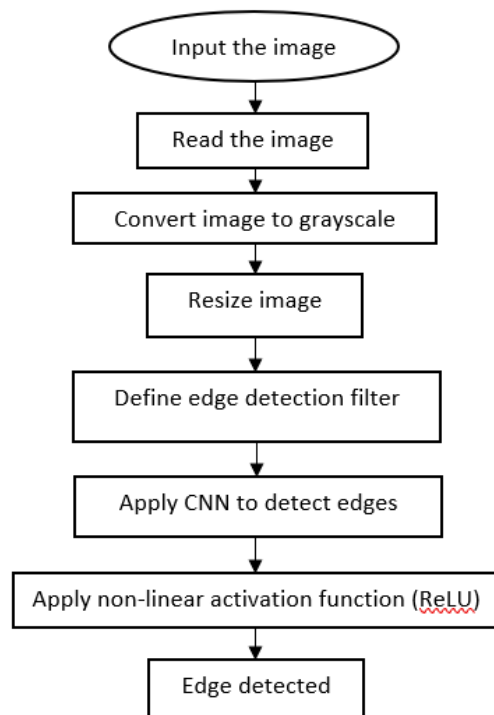 Input the image
Read the image
Convert image to grayscale
Resize image
Define edge detection filter
Apply CNN to detect edges
Apply non-linear activation function (ReLU)
Edge detected